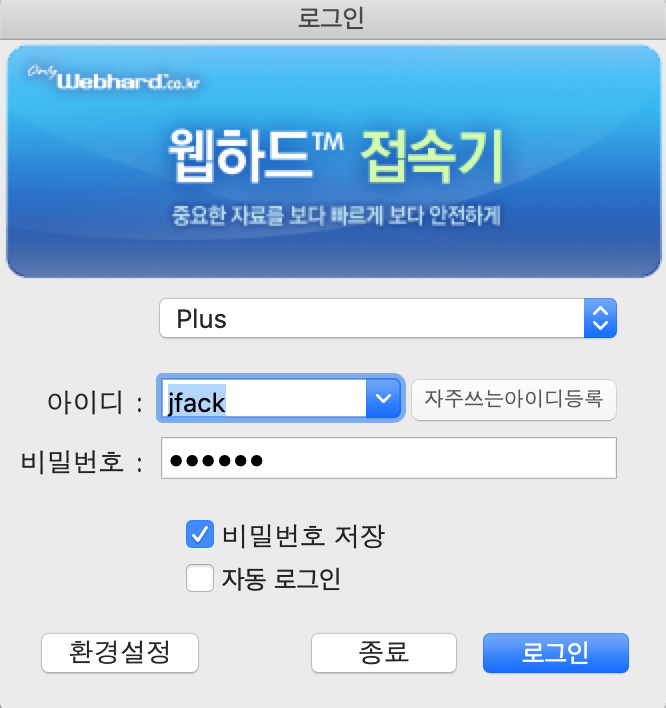 로그인
Only Webhard™.co.kr
웹하드™ 접속기
중요한 자료를 보다 빠르게 보다 안전하게
Plus
아이디 : jfack 자주쓰는아이디등록
비밀번호 : ••••••
비밀번호 저장
자동 로그인
환경설정 종료 로그인